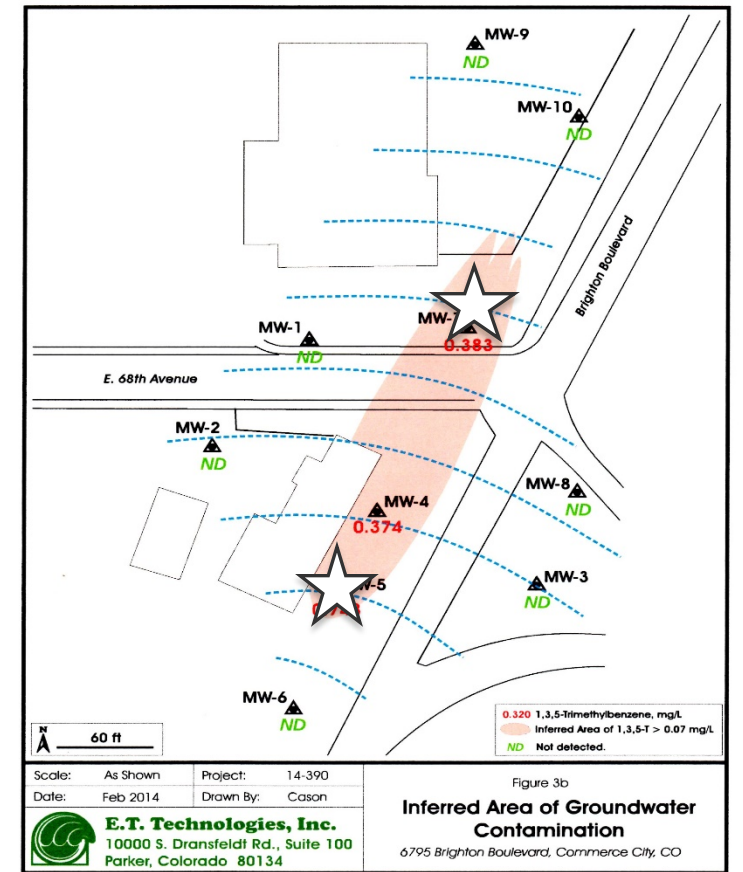 MW-9
ND
MW-10
ND
Brighton Boulevard
MW-1
ND
MW-
0.383
E. 68th Avenue
MW-2
ND
MW-4
0.374
MW-8
ND
-5
MW-3
ND
MW-6
ND
N
60 ft
0.320 1,3,5-Trimethylbenzene, mg/L
Inferred Area of 1,3,5-T > 0.07 mg/L
ND Not detected.
Scale: As Shown Project: 14-390
Date: Feb 2014 Drawn By: Cason
E.T. Technologies, Inc.
10000 S. Dransfeldt Rd., Suite 100
Parker, Colorado 80134
Figure 3b
Inferred Area of Groundwater
Contamination
6795 Brighton Boulevard, Commerce City, CO